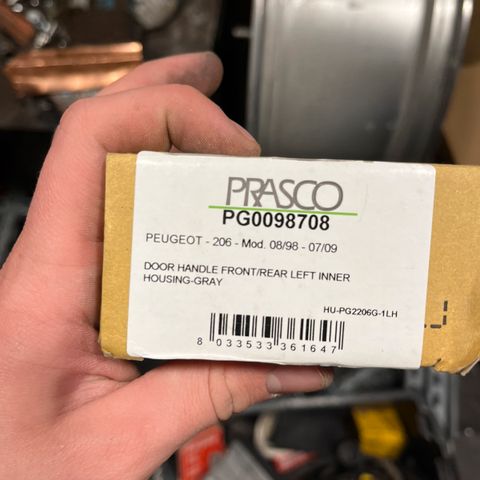 PRASCO
PG0098708
PEUGEOT - 206 - Mod. 08/98 - 07/09
DOOR HANDLE FRONT/REAR LEFT INNER
HOUSING-GRAY
HU-PG2206G-1LH
8 033533 361647